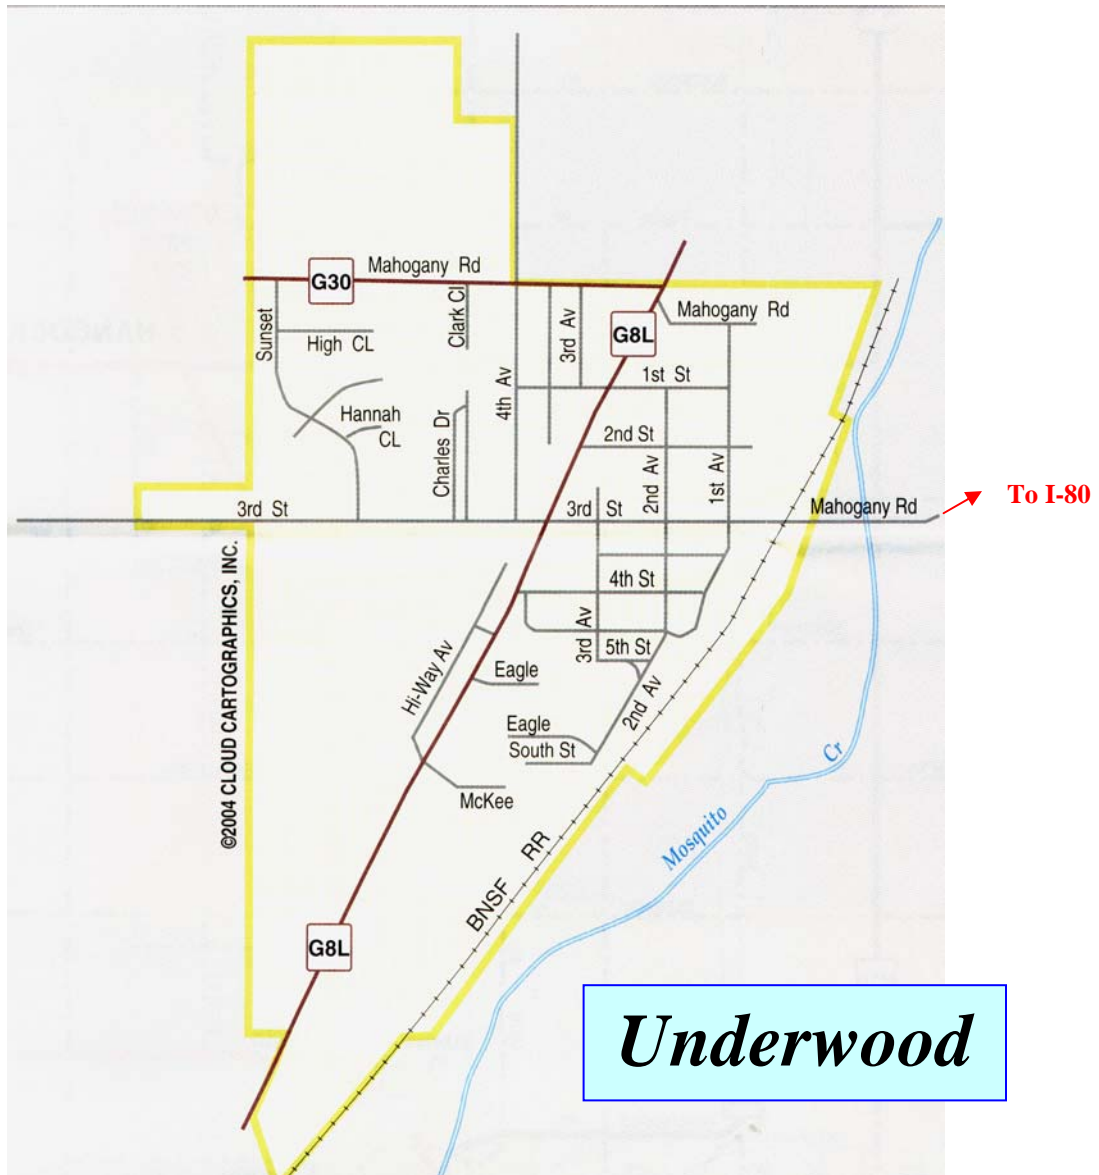 Mahogany Rd
G30
Sunset
High CL
Clark Cl
3rd Av
G8L
Mahogany Rd
1st St
4th Av
Hannah
CL
Charles Dr
2nd St
2nd Av
1st Av
3rd St
3rd St
Mahogany Rd
To I-80
©2004 CLOUD CARTOGRAPHICS, INC.
4th St
3rd Av
5th St
Hi-Way Av
Eagle
2nd Av
Eagle
South St
McKee
Cr
Mosquito
BNSF RR
G8L
Underwood